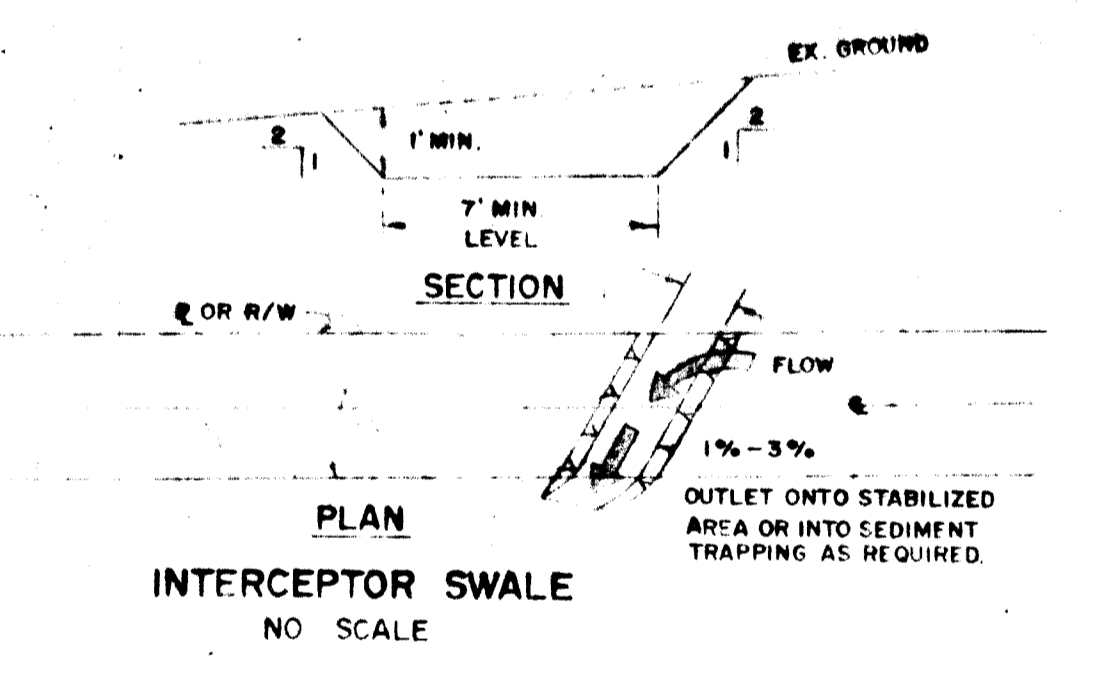 EX. GROUND
2
1
1' MIN.
2
1
7' MIN.
LEVEL
SECTION
℄ OR R/W
FLOW
℄
1%-3%
OUTLET ONTO STABILIZED
AREA OR INTO SEDIMENT
TRAPPING AS REQUIRED.
PLAN
INTERCEPTOR SWALE
NO SCALE